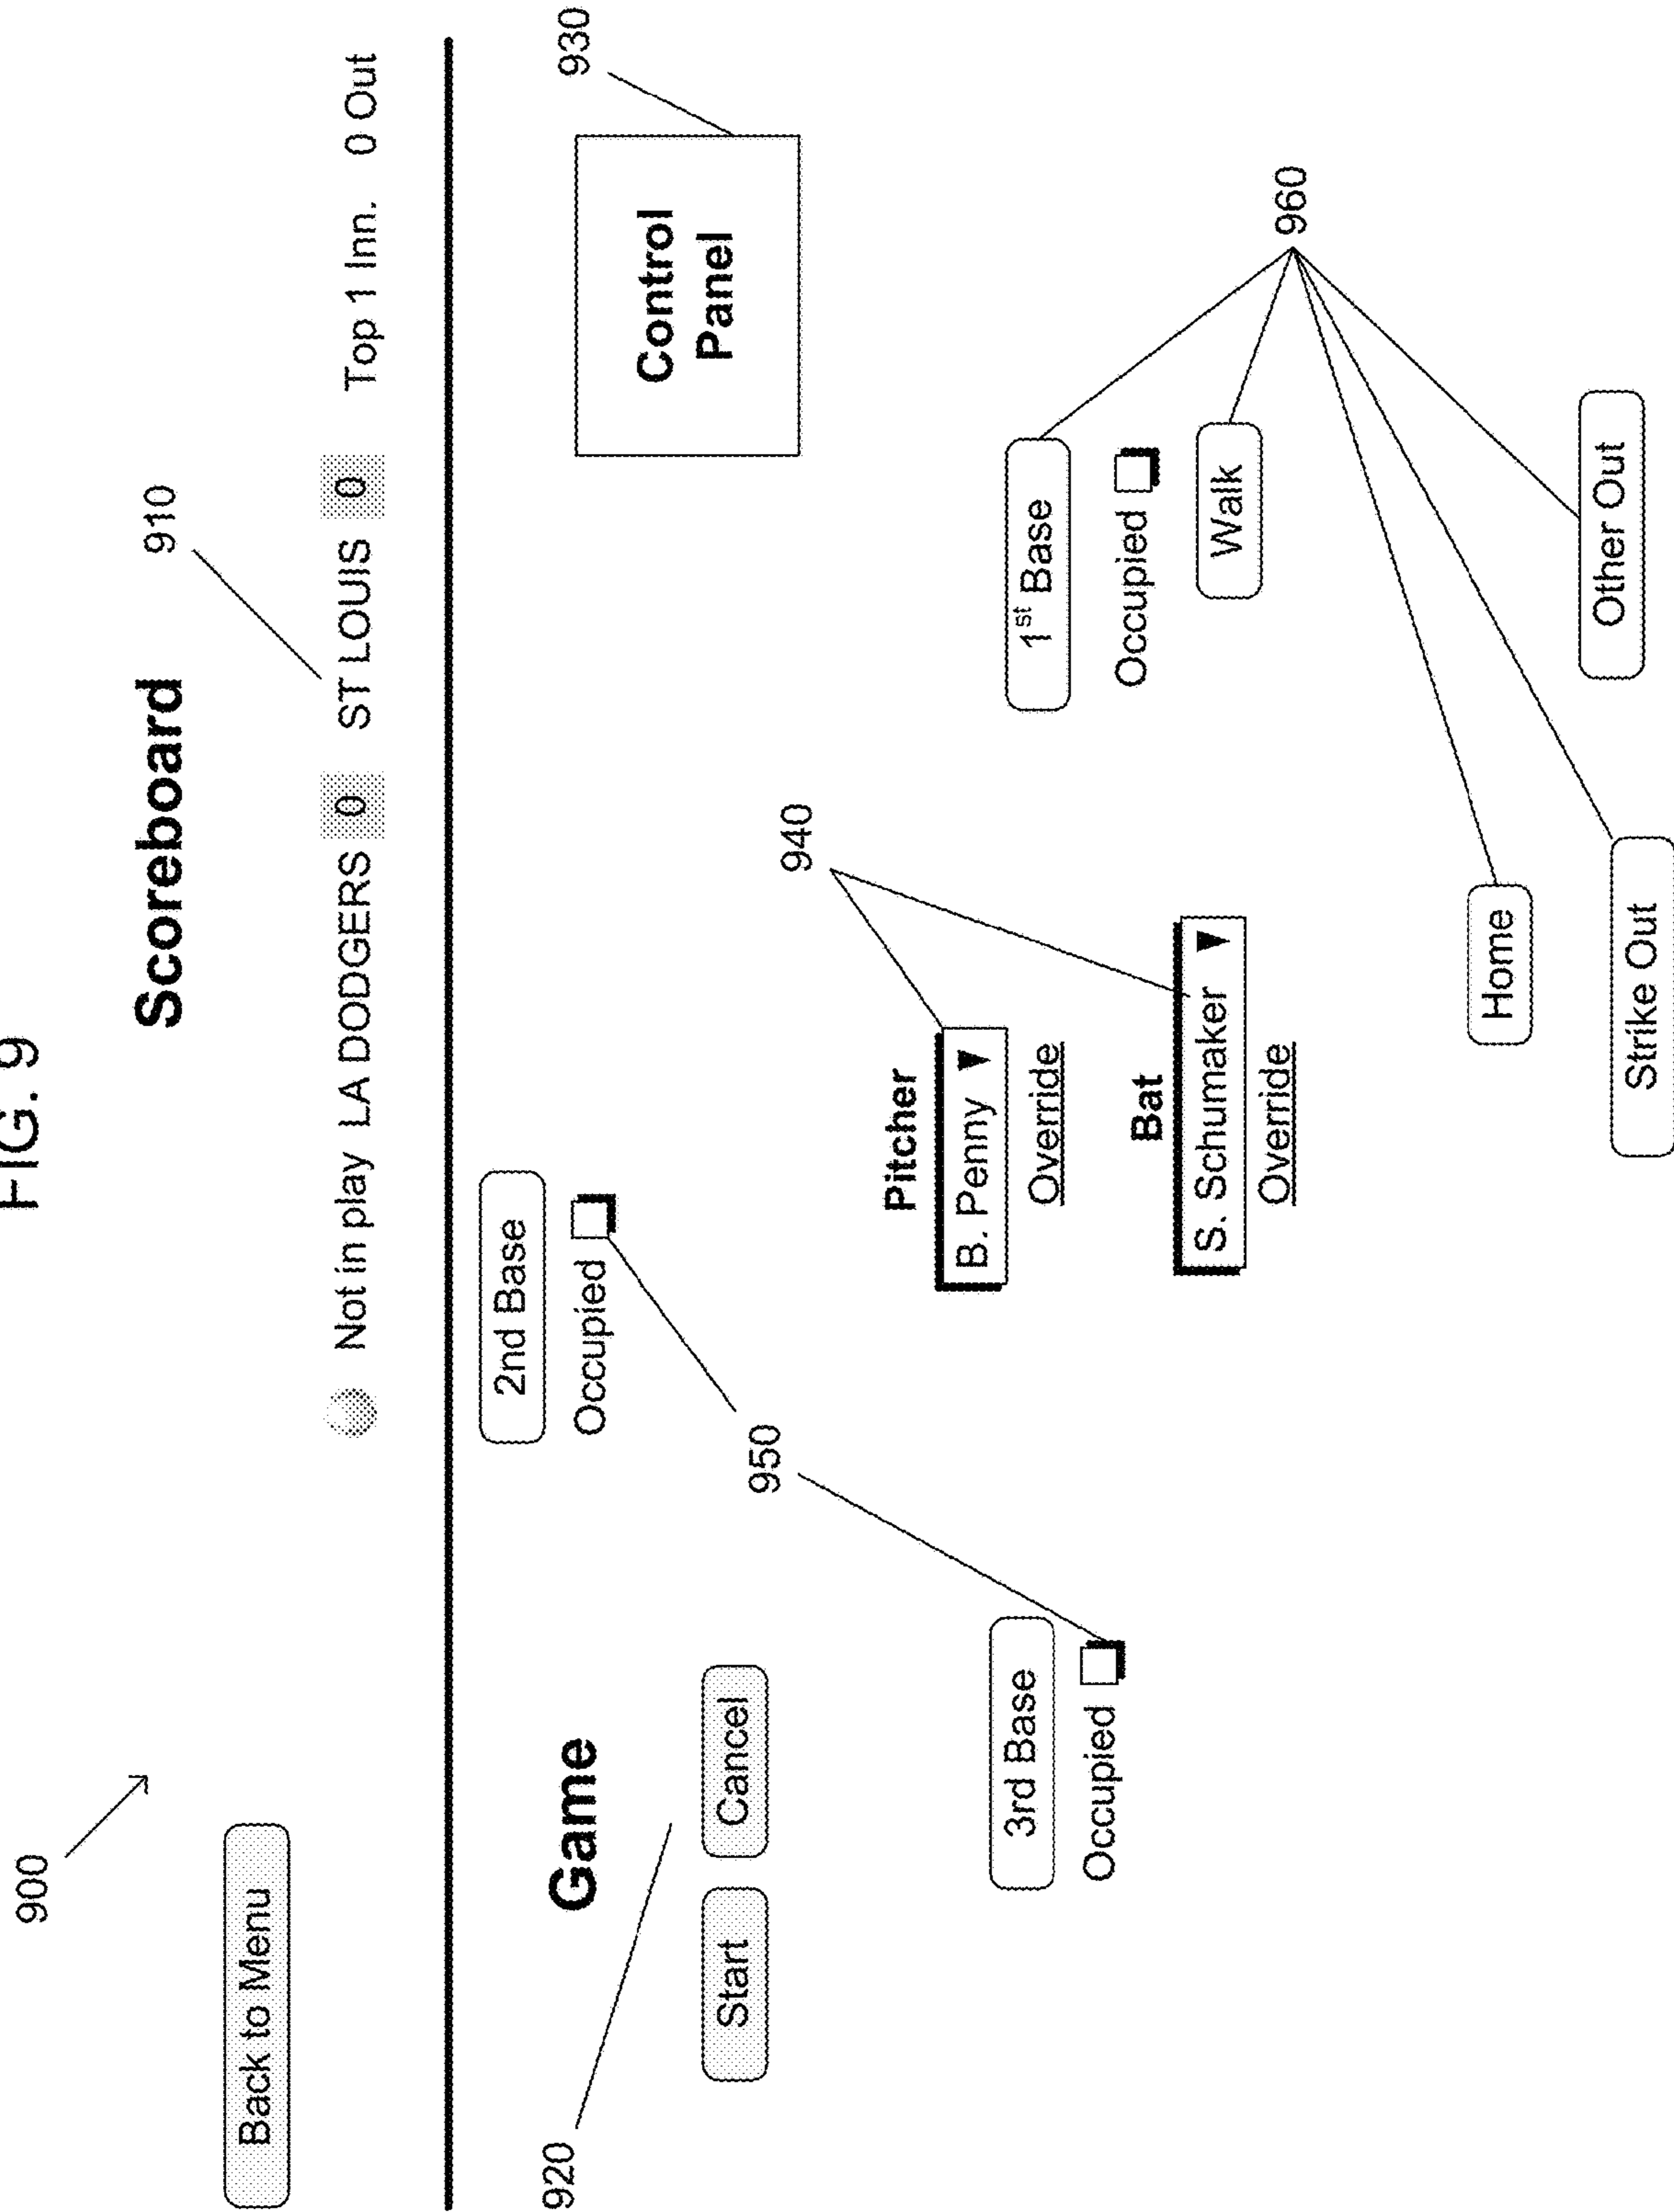 FIG. 9
900
Scoreboard
910
Back to Menu
Not in play LA DODGERS 0 ST LOUIS 0 Top 1 Inn. 0 Out
920
Game
Start
Cancel
2nd Base
Occupied
930
Control
Panel
950
940
Pitcher
B. Penny
Override
3rd Base
Occupied
1st Base
Occupied
Walk
960
Bat
S. Schumaker
Override
Home
Strike Out
Other Out